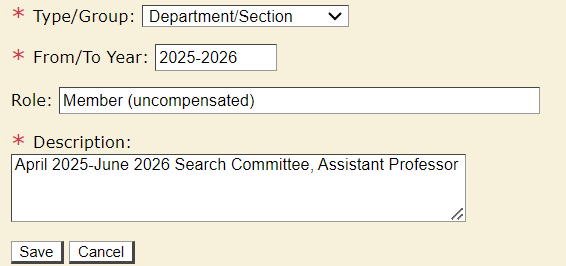 * Type/Group: Department/Section
* From/To Year: 2025-2026
Role: Member (uncompensated)
* Description:
April 2025-June 2026 Search Committee, Assistant Professor
Save Cancel